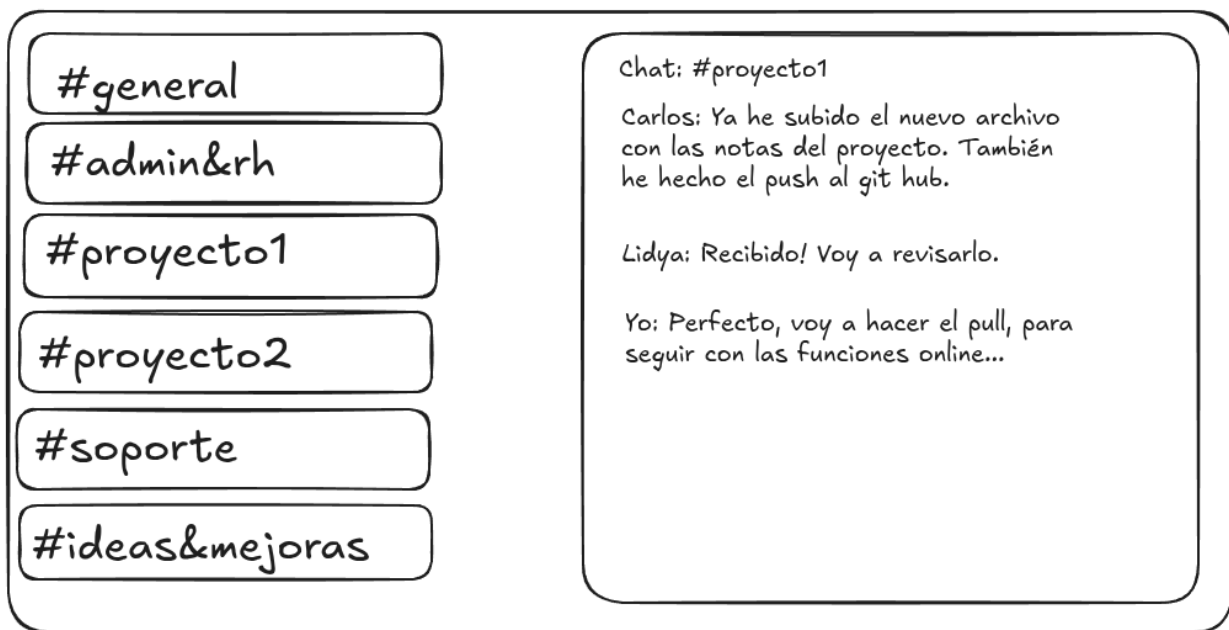 #general
#admin&rh
#proyecto1
#proyecto2
#soporte
#ideas&mejoras
Chat: #proyecto1
Carlos: Ya he subido el nuevo archivo
con las notas del proyecto. También
he hecho el push al git hub.
Lidya: Recibido! Voy a revisarlo.
Yo: Perfecto, voy a hacer el pull, para
seguir con las funciones online...